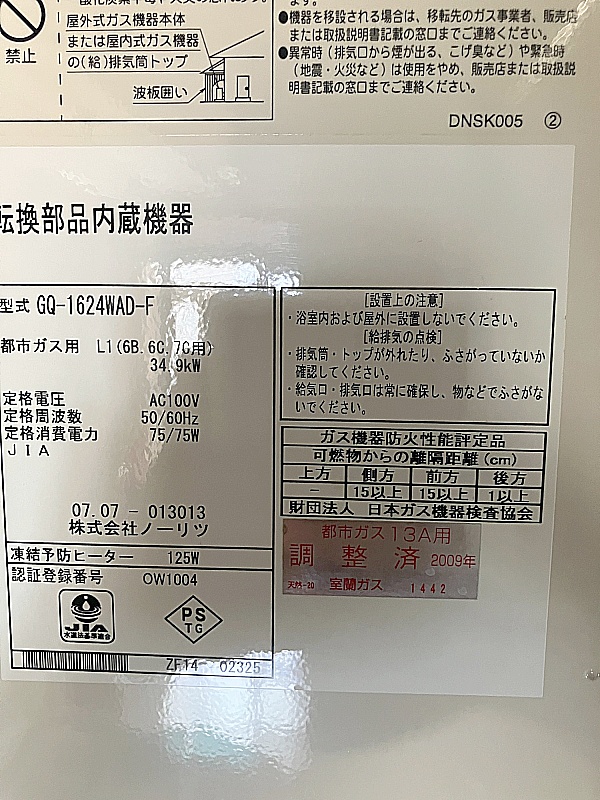 禁止
屋外式ガス機器本体
または屋内式ガス機器
の(給)排気筒トップ
波板囲い
●機器を移設される場合は、移転先のガス事業者、販売店
または取扱説明書記載の窓口までご連絡ください。
●異常時(排気口から煙が出る、こげ臭など)や緊急時
(地震・火災など)は使用をやめ、販売店または取扱説
明書記載の窓口までご連絡ください。
DNSK005 ②
転換部品内蔵機器
型式 GQ-1624WAD-F
都市ガス用 L1(6B.6C.7C用)
34.9kW
定格電圧 AC100V
定格周波数 50/60Hz
定格消費電力 75/75W
JIA
07.07-013013
株式会社ノーリツ
凍結予防ヒーター 125W
認証登録番号 OW1004
JIA
水道法基準適合
PS
TG
ZF14- 02325
[設置上の注意]
・浴室内および屋外に設置しないでください。
[給排気の点検]
・排気筒・トップが外れたり、ふさがっていないか
確認してください。
・給気口・排気口は常に確保し、物などでふさがな
いでください。
ガス機器防火性能評定品
可燃物からの離隔距離(cm)
上方 側方 前方 後方
- 15以上 15以上 1以上
財団法人 日本ガス機器検査協会
都市ガス13A用
調整済 2009年
天然-20 室蘭ガス 1442